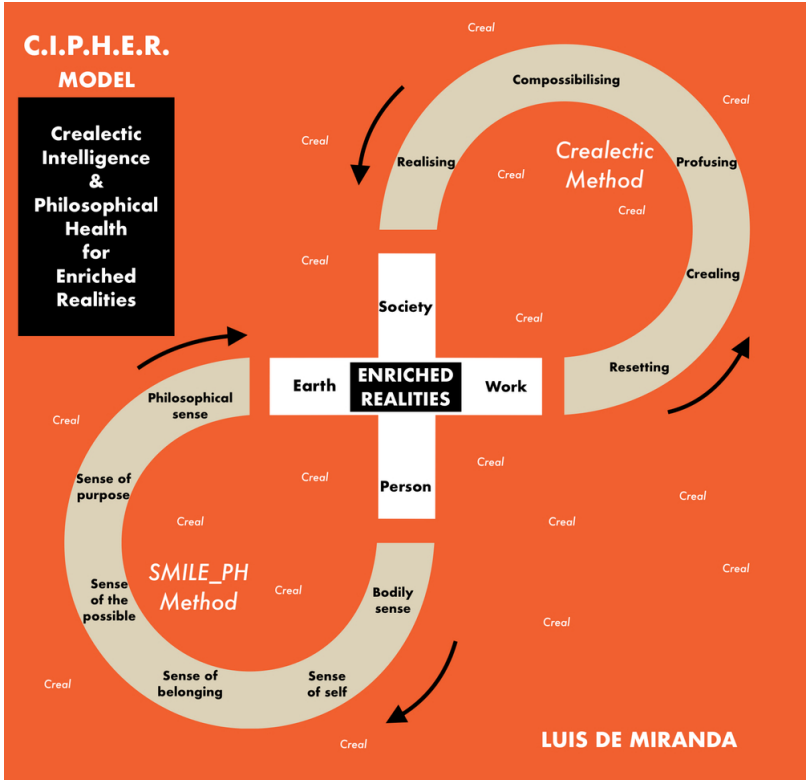 C.I.P.H.E.R.
MODEL
Crealectic
Intelligence
&
Philosophical
Health
for
Enriched
Realities
Creal
Compossibilising
Creal
Creal
Realising
Crealectic
Method
Profusing
Creal
Creal
Creal
Crealing
Society
Creal
Resetting
Earth
ENRICHED
REALITIES
Work
Philosophical
sense
Creal
Sense of
purpose
Creal
Creal
Person
Creal
Creal
Creal
Creal
SMILE_PH
Method
Sense
of the
possible
Creal
Bodily
sense
Creal
Creal
Sense of
belonging
Sense
of self
Creal
Creal
LUIS DE MIRANDA